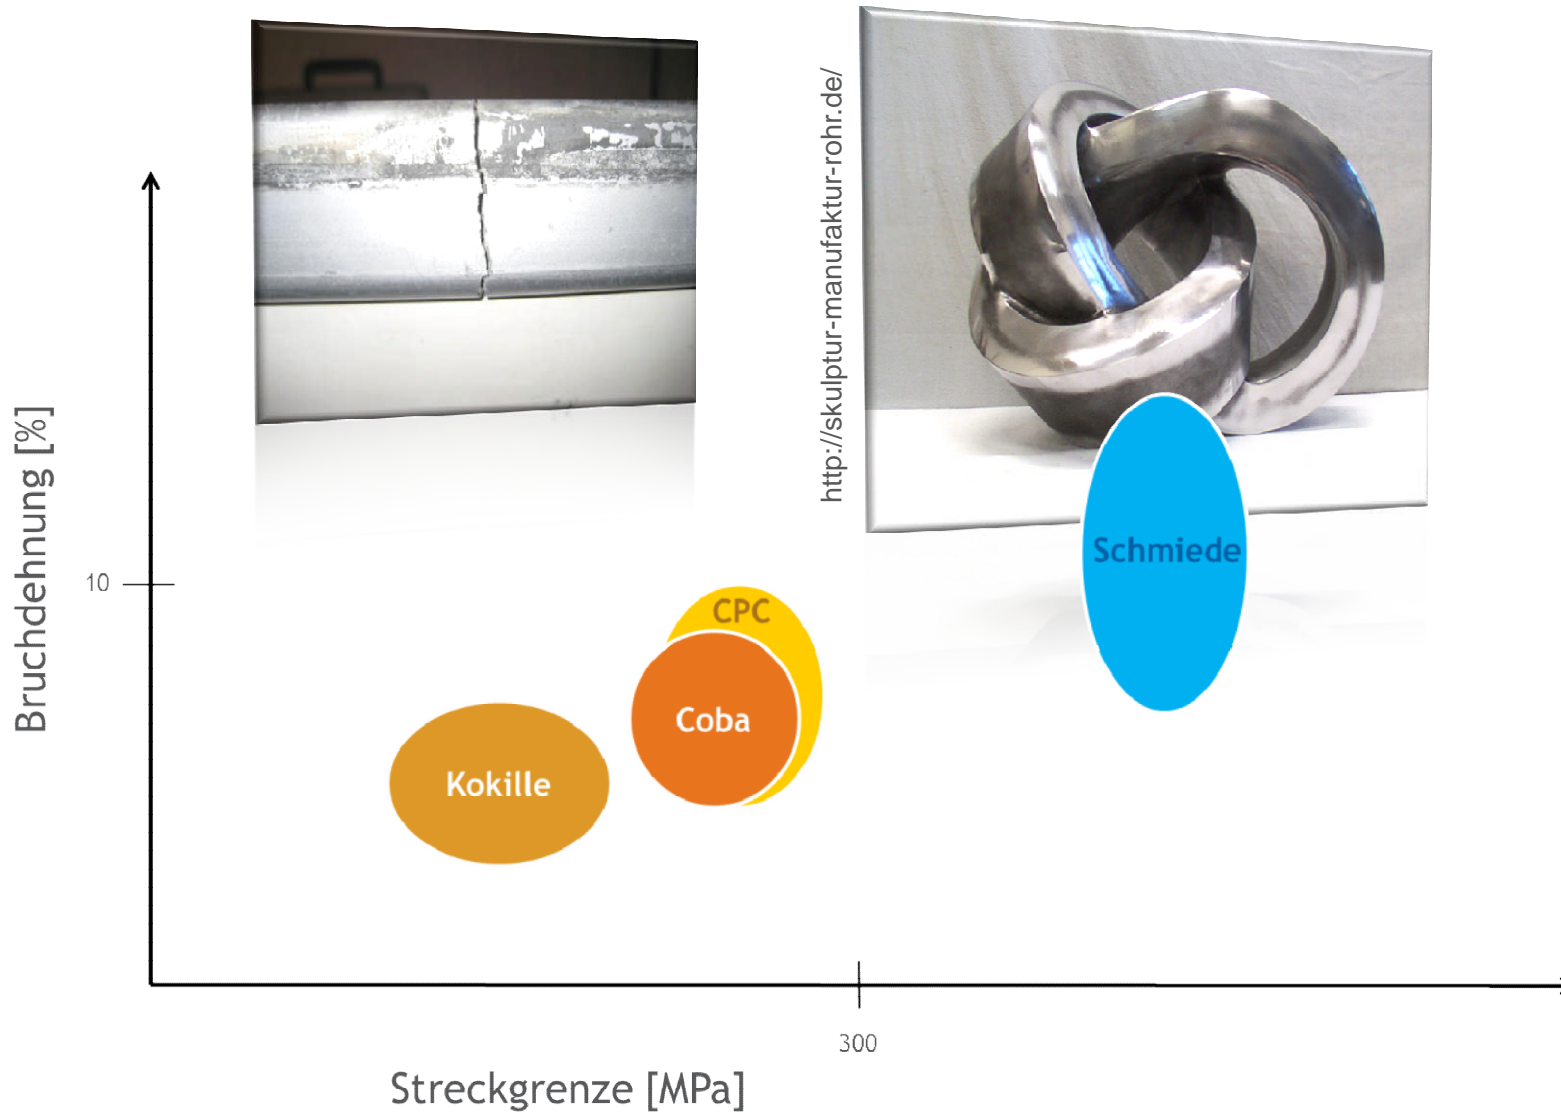 http://skulptur-manufaktur-rohr.de/
Bruchdehnung [%]
10
Schmiede
CPC
Coba
Kokille
300
Streckgrenze [MPa]